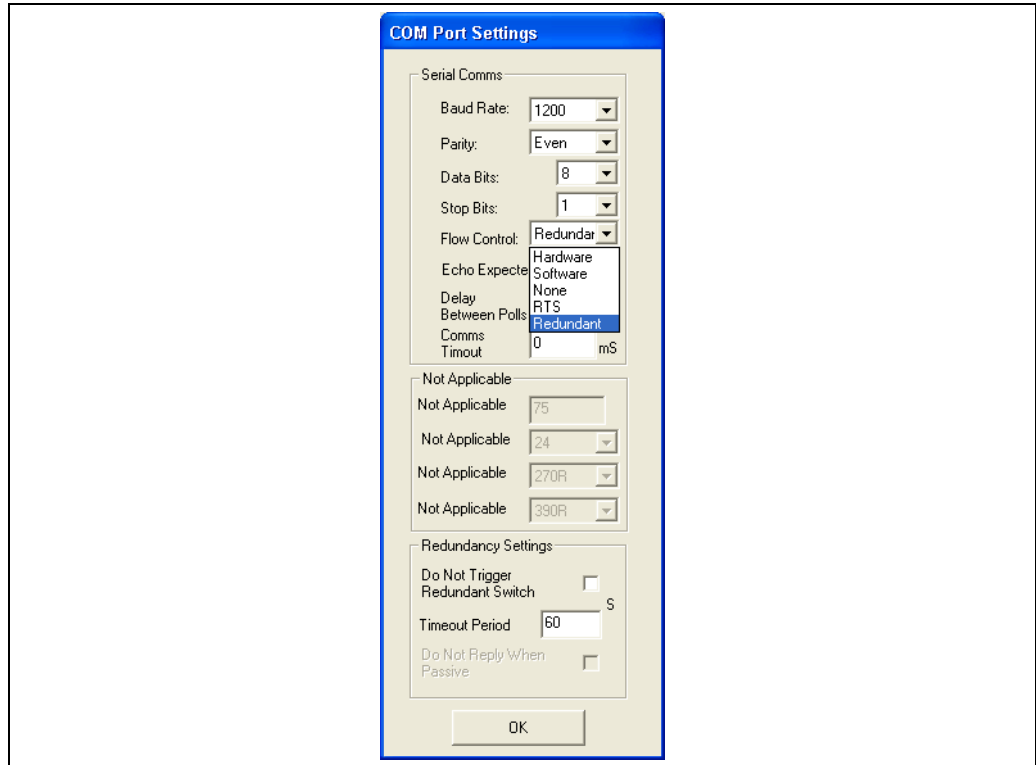 COM Port Settings
Serial Comms
Baud Rate: 1200
Parity: Even
Data Bits: 8
Stop Bits: 1
Flow Control: Redundar
Hardware
Software
None
RTS
Redundant
Echo Expecte
Delay
Between Polls
Comms
Timout 0 mS
Not Applicable
Not Applicable 75
Not Applicable 24
Not Applicable 270R
Not Applicable 390R
Redundancy Settings
Do Not Trigger
Redundant Switch
Timeout Period 60 S
Do Not Reply When
Passive
OK